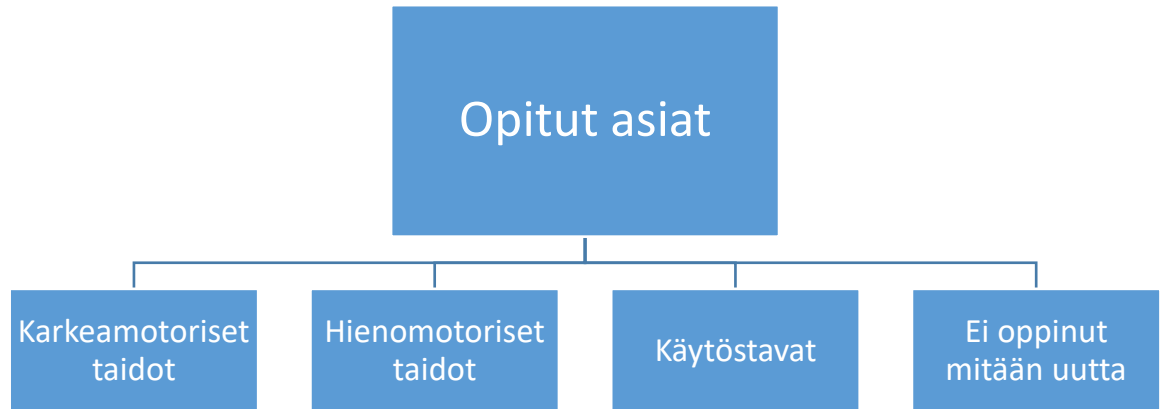 Opitut asiat
Karkeamotoriset
taidot
Hienomotoriset
taidot
Käytöstavat
Ei oppinut
mitään uutta